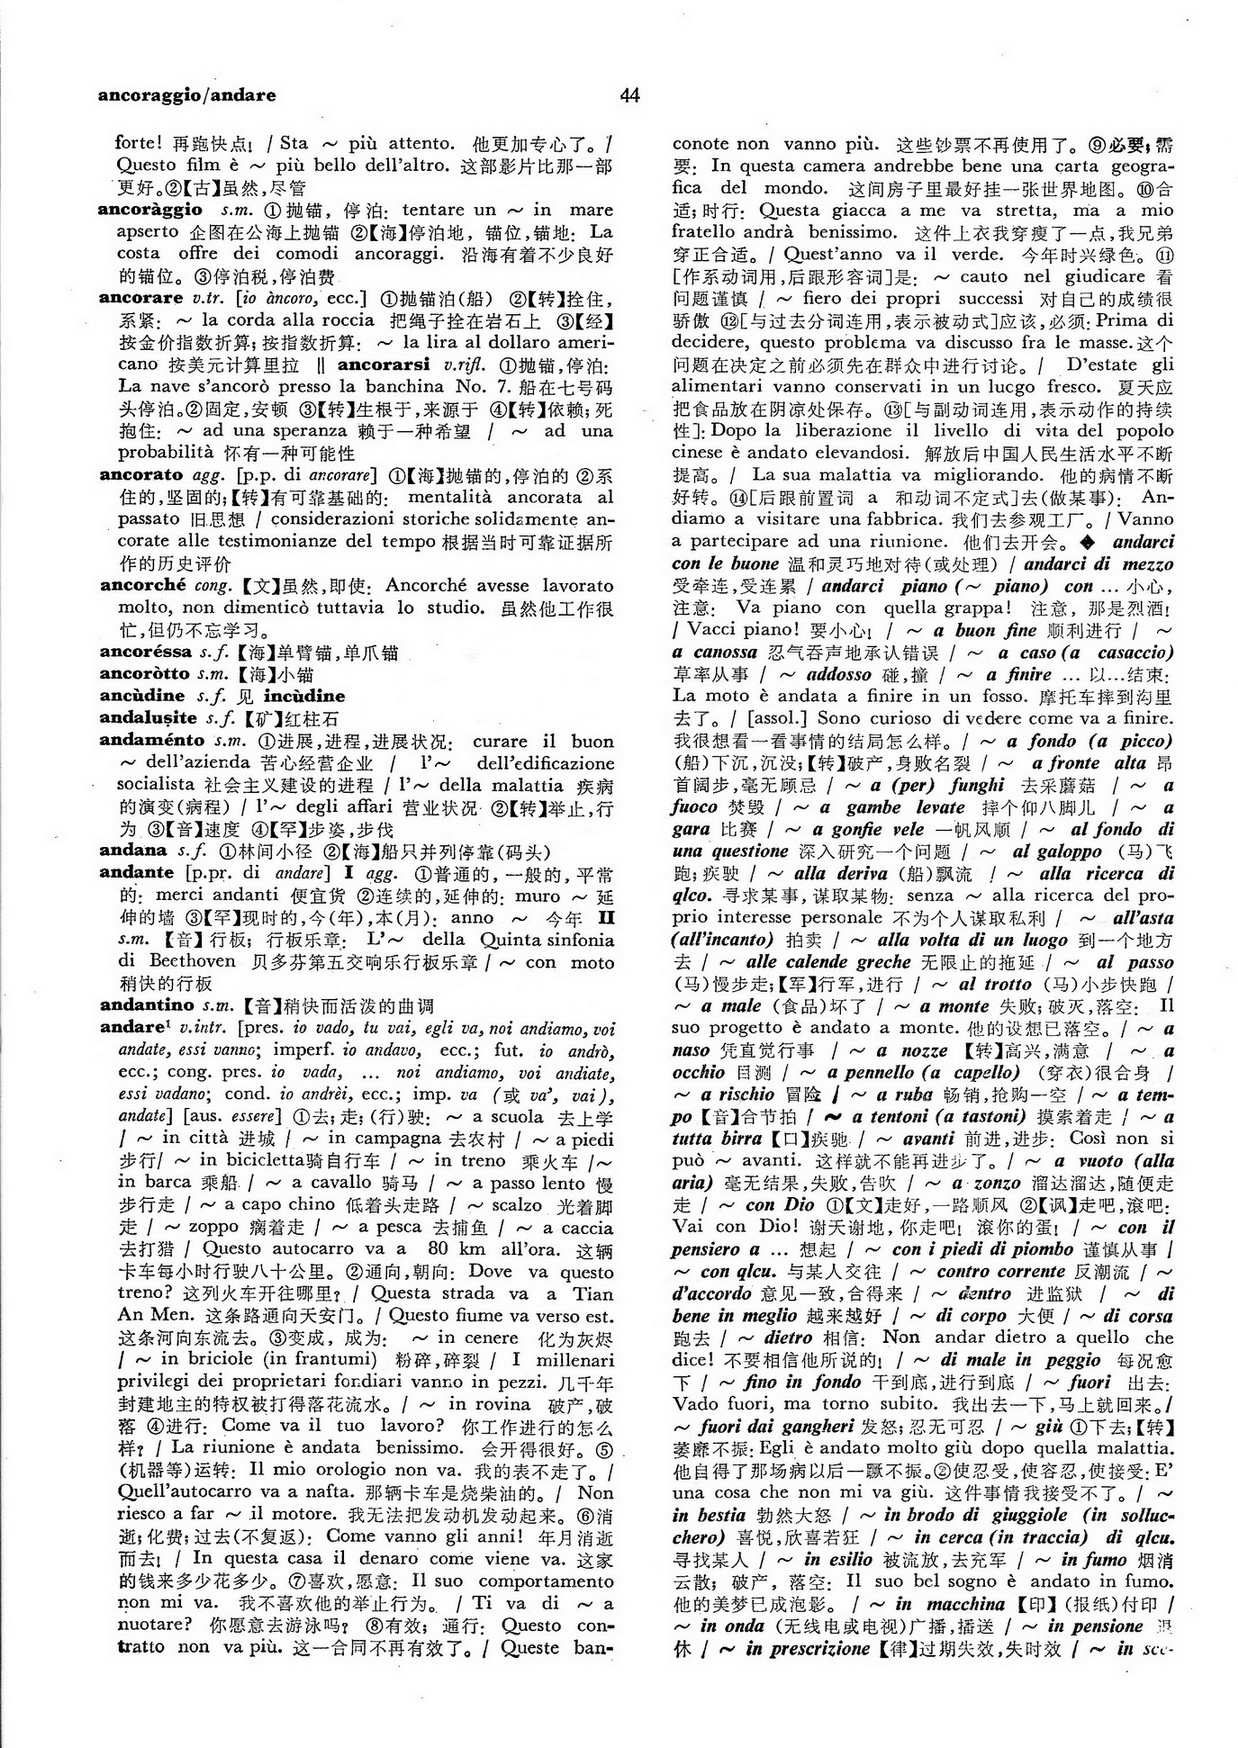 ancoraggio/andare
44
forte! 再跑快点! / Sta ～ più attento. 他更加专心了。/
Questo film è ～ più bello dell'altro. 这部影片比那一部
更好。②【古】虽然,尽管
ancoràggio s.m. ①抛锚, 停泊: tentare un ～ in mare
apserto 企图在公海上抛锚 ②【海】停泊地, 锚位,锚地: La
costa offre dei comodi ancoraggi. 沿海有着不少良好
的锚位。③停泊税,停泊费
ancorare v.tr. [io àncoro, ecc.] ①抛锚泊(船) ②【转】拴住,
系紧: ～ la corda alla roccia 把绳子拴在岩石上 ③【经】
按金价指数折算;按指数折算: ～ la lira al dollaro ameri-
cano 按美元计算里拉 ‖ ancorarsi v.rifl. ①抛锚,停泊:
La nave s'ancorò presso la banchina No. 7. 船在七号码
头停泊。②固定,安顿 ③【转】生根于,来源于 ④【转】依赖;死
抱住: ～ ad una speranza 赖于一种希望 / ～ ad una
probabilità 怀有一种可能性
ancorato agg. [p.p. di ancorare] ①【海】抛锚的,停泊的 ②系
住的,坚固的;【转】有可靠基础的: mentalità ancorata al
passato 旧思想 / considerazioni storiche solidamente an-
corate alle testimonianze del tempo 根据当时可靠证据所
作的历史评价
ancorché cong. 【文】虽然,即使: Ancorché avesse lavorato
molto, non dimenticò tuttavia lo studio. 虽然他工作很
忙,但仍不忘学习。
ancoréssa s.f. 【海】单臂锚,单爪锚
ancoròtto s.m. 【海】小锚
ancùdine s.f. 见 incùdine
andaluşite s.f. 【矿】红柱石
andaménto s.m. ①进展,进程,进展状况: curare il buon
～ dell'azienda 苦心经营企业 / l'～ dell'edificazione
socialista 社会主义建设的进程 / l'～ della malattia 疾病
的演变(病程) / l'～ degli affari 营业状况 ②【转】举止,行
为 ③【音】速度 ④【罕】步姿,步伐
andana s.f. ①林间小径 ②【海】船只并列停靠(码头)
andante [p.pr. di andare] I agg. ①普通的, 一般的, 平常
的: merci andanti 便宜货 ②连续的,延伸的: muro ～ 延
伸的墙 ③【罕】现时的,今(年),本(月): anno ～ 今年 II
s.m. 【音】行板; 行板乐章: L'～ della Quinta sinfonia
di Beethoven 贝多芬第五交响乐行板乐章 / ～ con moto
稍快的行板
andantino s.m. 【音】稍快而活泼的曲调
andare¹ v.intr. [pres. io vado, tu vai, egli va, noi andiamo, voi
andate, essi vanno; imperf. io andavo, ecc.; fut. io andrò,
ecc.; cong. pres. io vada, ... noi andiamo, voi andiate,
essi vadano; cond. io andrèi, ecc.; imp. va (或 va', vai),
andate] [aus. essere] ①去;走;(行)驶: ～ a scuola 去上学
/ ～ in città 进城 / ～ in campagna 去农村 / ～ a piedi
步行/ ～ in bicicletta骑自行车 / ～ in treno 乘火车 /～
in barca 乘船 / ～ a cavallo 骑马 / ～ a passo lento 慢
步行走 / ～ a capo chino 低着头走路 / ～ scalzo 光着脚
走 / ～ zoppo 瘸着走 / ～ a pesca 去捕鱼 / ～ a caccia
去打猎 / Questo autocarro va a 80 km all'ora. 这辆
卡车每小时行驶八十公里。②通向,朝向: Dove va questo
treno? 这列火车开往哪里? / Questa strada va a Tian
An Men. 这条路通向天安门。/ Questo fiume va verso est.
这条河向东流去。③变成, 成为: ～ in cenere 化为灰烬
/ ～ in briciole (in frantumi) 粉碎,碎裂 / I millenari
privilegi dei proprietari fondiari vanno in pezzi. 几千年
封建地主的特权被打得落花流水。/ ～ in rovina 破产,破
落 ④进行: Come va il tuo lavoro? 你工作进行的怎么
样? / La riunione è andata benissimo. 会开得很好。⑤
(机器等)运转: Il mio orologio non va. 我的表不走了。/
Quell'autocarro va a nafta. 那辆卡车是烧柴油的。/ Non
riesco a far ～ il motore. 我无法把发动机发动起来。⑥消
逝;化费;过去(不复返): Come vanno gli anni! 年月消逝
而去! / In questa casa il denaro come viene va. 这家
的钱来多少花多少。⑦喜欢,愿意: Il suo comportamento
non mi va. 我不喜欢他的举止行为。 / Ti va di ～ a
nuotare? 你愿意去游泳吗? ⑧有效; 通行: Questo con-
tratto non va più. 这一合同不再有效了。/ Queste ban-
conote non vanno più. 这些钞票不再使用了。⑨必要;需
要: In questa camera andrebbe bene una carta geogra-
fica del mondo. 这间房子里最好挂一张世界地图。⑩合
适;时行: Questa giacca a me va stretta, ma a mio
fratello andrà benissimo. 这件上衣我穿瘦了一点,我兄弟
穿正合适。/ Quest'anno va il verde. 今年时兴绿色。⑪
[作系动词用,后跟形容词]是: ～ cauto nel giudicare 看
问题谨慎 / ～ fiero dei propri successi 对自己的成绩很
骄傲 ⑫[与过去分词连用,表示被动式]应该,必须: Prima di
decidere, questo problema va discusso fra le masse.这个
问题在决定之前必须先在群众中进行讨论。/ D'estate gli
alimentari vanno conservati in un luogo fresco. 夏天应
把食品放在阴凉处保存。⑬[与副动词连用,表示动作的持续
性]: Dopo la liberazione il livello di vita del popolo
cinese è andato elevandosi. 解放后中国人民生活水平不断
提高。/ La sua malattia va migliorando. 他的病情不断
好转。⑭[后跟前置词 a 和动词不定式]去(做某事): An-
diamo a visitare una fabbrica. 我们去参观工厂。/ Vanno
a partecipare ad una riunione. 他们去开会。◆ andarci
con le buone 温和灵巧地对待(或处理) / andarci di mezzo
受牵连,受连累 / andarci piano (～ piano) con ... 小心,
注意: Va piano con quella grappa! 注意, 那是烈酒!
/ Vacci piano! 要小心! / ～ a buon fine 顺利进行 / ～
a canossa 忍气吞声地承认错误 / ～ a caso (a casaccio)
草率从事 / ～ addosso 碰,撞 / ～ a finire ... 以...结束:
La moto è andata a finire in un fosso. 摩托车摔到沟里
去了。/ [assol.] Sono curioso di vedere come va a finire.
我很想看一看事情的结局怎么样。/ ～ a fondo (a picco)
(船)下沉,沉没;【转】破产,身败名裂 / ～ a fronte alta 昂
首阔步,毫无顾忌 / ～ a (per) funghi 去采蘑菇 / ～ a
fuoco 焚毁 / ～ a gambe levate 摔个仰八脚儿 / ～ a
gara 比赛 / ～ a gonfie vele 一帆风顺 / ～ al fondo di
una questione 深入研究一个问题 / ～ al galoppo (马)飞
跑;疾驶 / ～ alla deriva (船)飘流 / ～ alla ricerca di
qlco. 寻求某事,谋取某物: senza ～ alla ricerca del pro-
prio interesse personale 不为个人谋取私利 / ～ all'asta
(all'incanto) 拍卖 / ～ alla volta di un luogo 到一个地方
去 / ～ alle calende greche 无限止的拖延 / ～ al passo
(马)慢步走;【军】行军,进行 / ～ al trotto (马)小步快跑 /
～ a male (食品)坏了 / ～ a monte 失败;破灭,落空: Il
suo progetto è andato a monte. 他的设想已落空。/ ～ a
naso 凭直觉行事 / ～ a nozze 【转】高兴,满意 / ～ a
occhio 目测 / ～ a pennello (a capello) (穿衣)很合身 /
～ a rischio 冒险 / ～ a ruba 畅销,抢购一空 / ～ a tem-
po 【音】合节拍 / ～ a tentoni (a tastoni) 摸索着走 / ～ a
tutta birra 【口】疾驰 / ～ avanti 前进,进步: Così non si
può ～ avanti. 这样就不能再进步了。/ ～ a vuoto (alla
aria) 毫无结果,失败,告吹 / ～ a zonzo 溜达溜达,随便走
走 / ～ con Dio ①【文】走好,一路顺风 ②【讽】走吧,滚吧:
Vai con Dio! 谢天谢地, 你走吧! 滚你的蛋! / ～ con il
pensiero a ... 想起 / ～ con i piedi di piombo 谨慎从事 /
～ con qlcu. 与某人交往 / ～ contro corrente 反潮流 / ～
d'accordo 意见一致,合得来 / ～ dentro 进监狱 / ～ di
bene in meglio 越来越好 / ～ di corpo 大便 / ～ di corsa
跑去 / ～ dietro 相信: Non andar dietro a quello che
dice! 不要相信他所说的! / ～ di male in peggio 每况愈
下 / ～ fino in fondo 干到底,进行到底 / ～ fuori 出去:
Vado fuori, ma torno subito. 我出去一下,马上就回来。/
～ fuori dai gangheri 发怒;忍无可忍 / ～ giù ①下去;【转】
萎靡不振: Egli è andato molto giù dopo quella malattia.
他自得了那场病以后一蹶不振。②使忍受,使容忍,使接受: E'
una cosa che non mi va giù. 这件事情我接受不了。/ ～
in bestia 勃然大怒 / ～ in brodo di giuggiole (in solluc-
chero) 喜悦,欣喜若狂 / ～ in cerca (in traccia) di qlcu.
寻找某人 / ～ in esilio 被流放,去充军 / ～ in fumo 烟消
云散; 破产, 落空: Il suo bel sogno è andato in fumo.
他的美梦已成泡影。 / ～ in macchina 【印】(报纸)付印 /
～ in onda (无线电或电视)广播,播送 / ～ in pensione 退
休 / ～ in prescrizione 【律】过期失效,失时效 / ～ in sce-